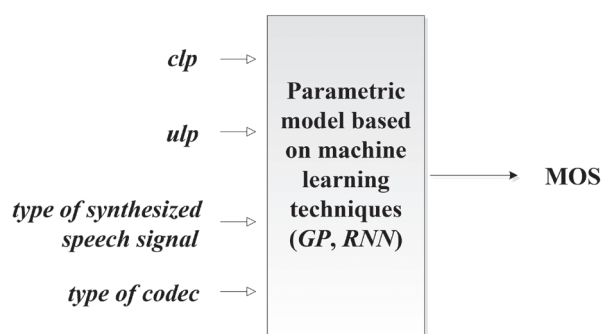 clp
ulp
type of synthesized
speech signal
type of codec
Parametric
model based
on machine
learning
techniques
(GP, RNN)
MOS